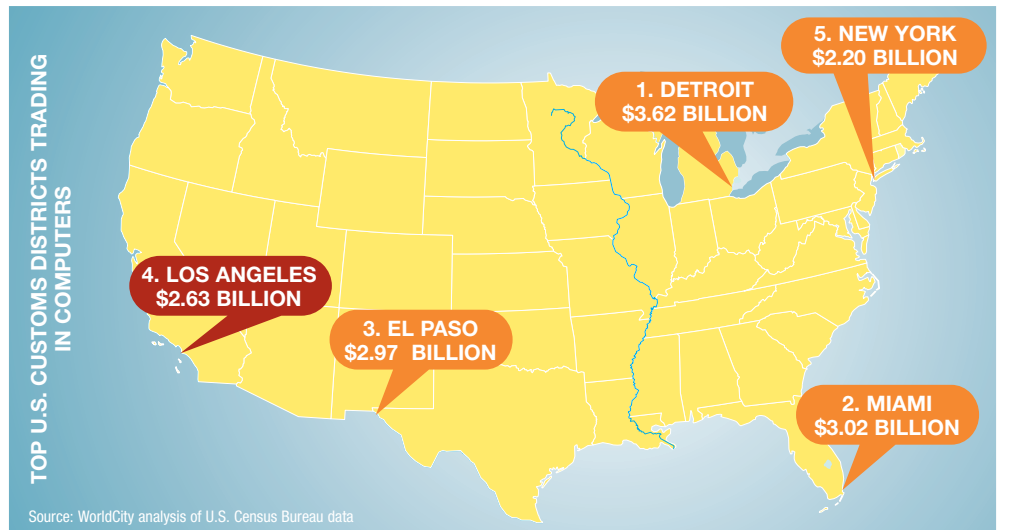 TOP U.S. CUSTOMS DISTRICTS TRADING
IN COMPUTERS
5. NEW YORK
$2.20 BILLION
1. DETROIT
$3.62 BILLION
4. LOS ANGELES
$2.63 BILLION
3. EL PASO
$2.97 BILLION
2. MIAMI
$3.02 BILLION
Source: WorldCity analysis of U.S. Census Bureau data